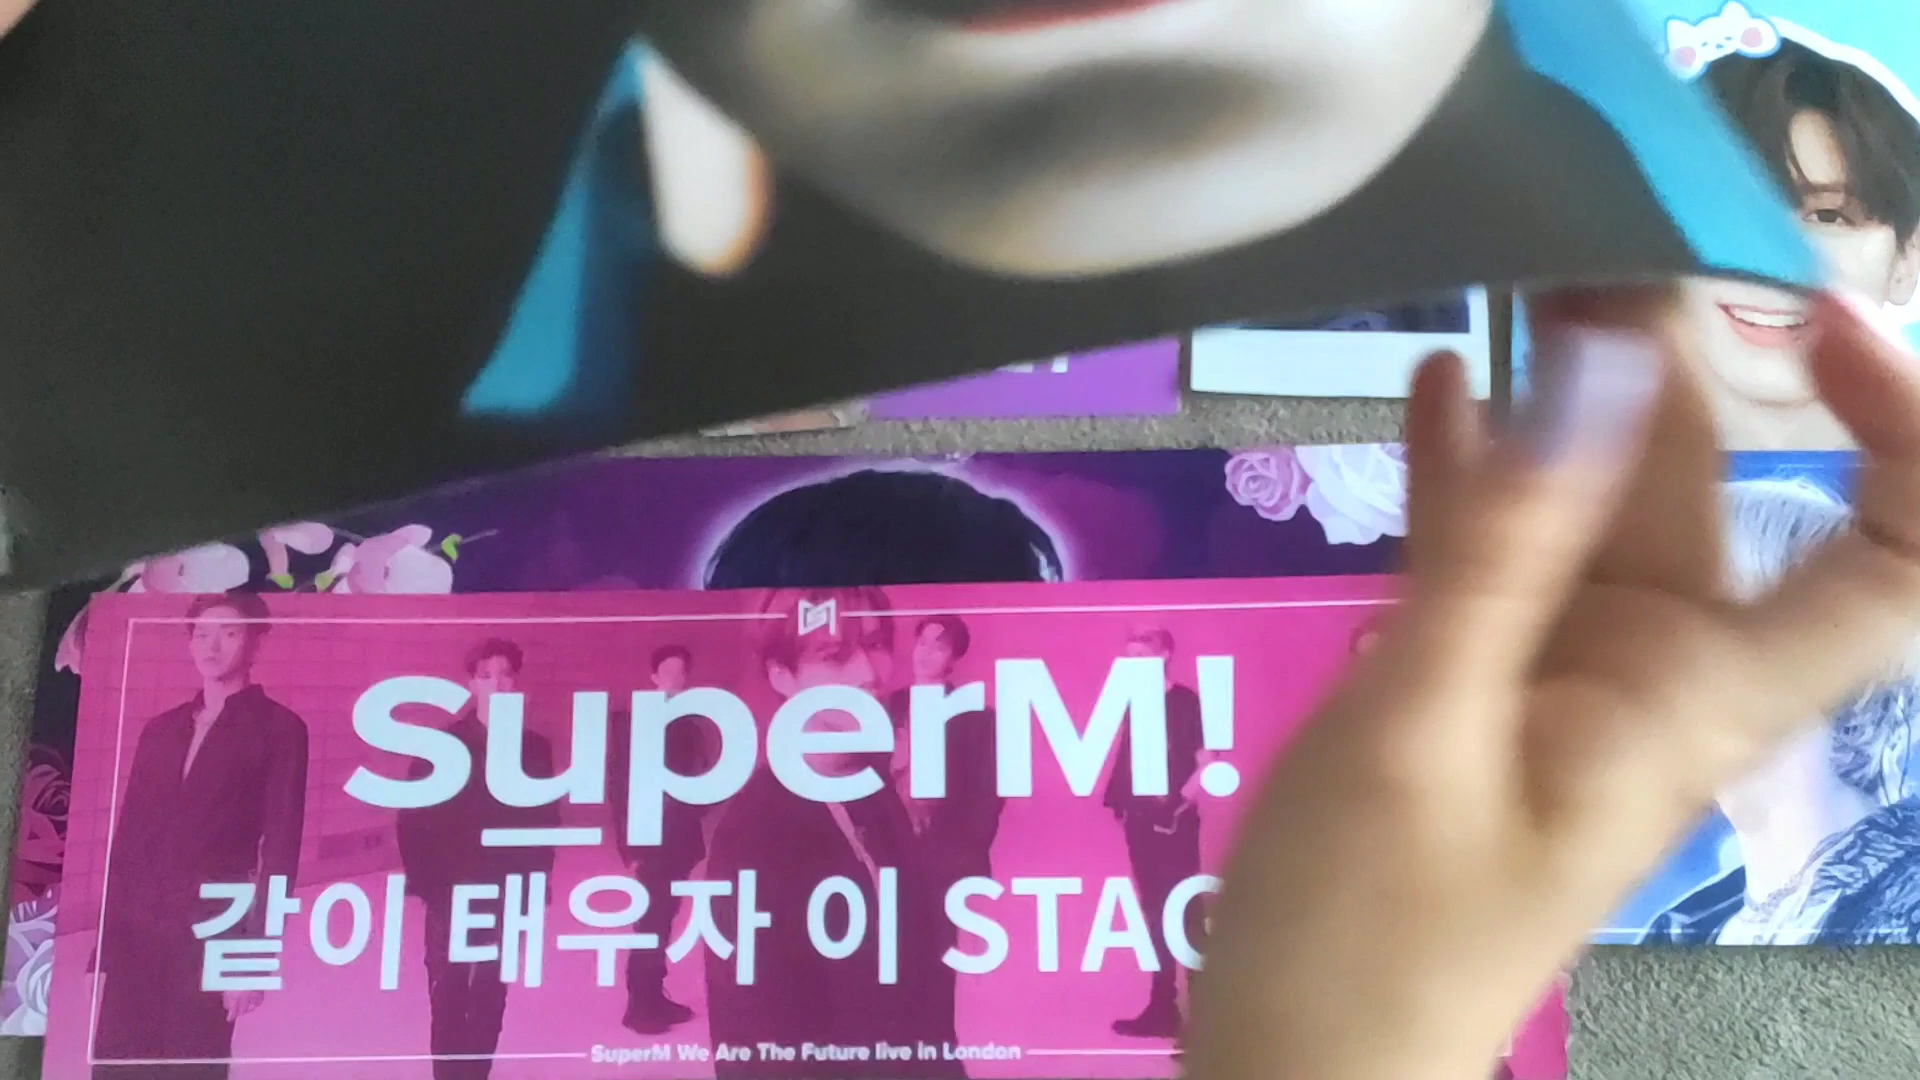 SuperM!
같이 태우자 이 STAG
SuperM We Are The Future live in London